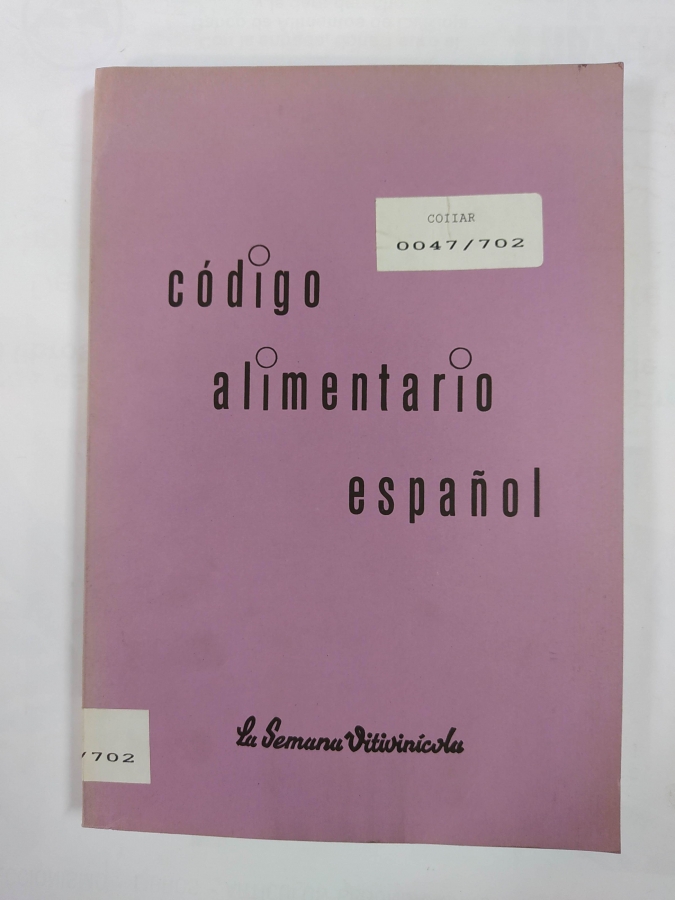 COIIAR
0047/702
código
alimentario
español
La Semana Vitivinícola
/702